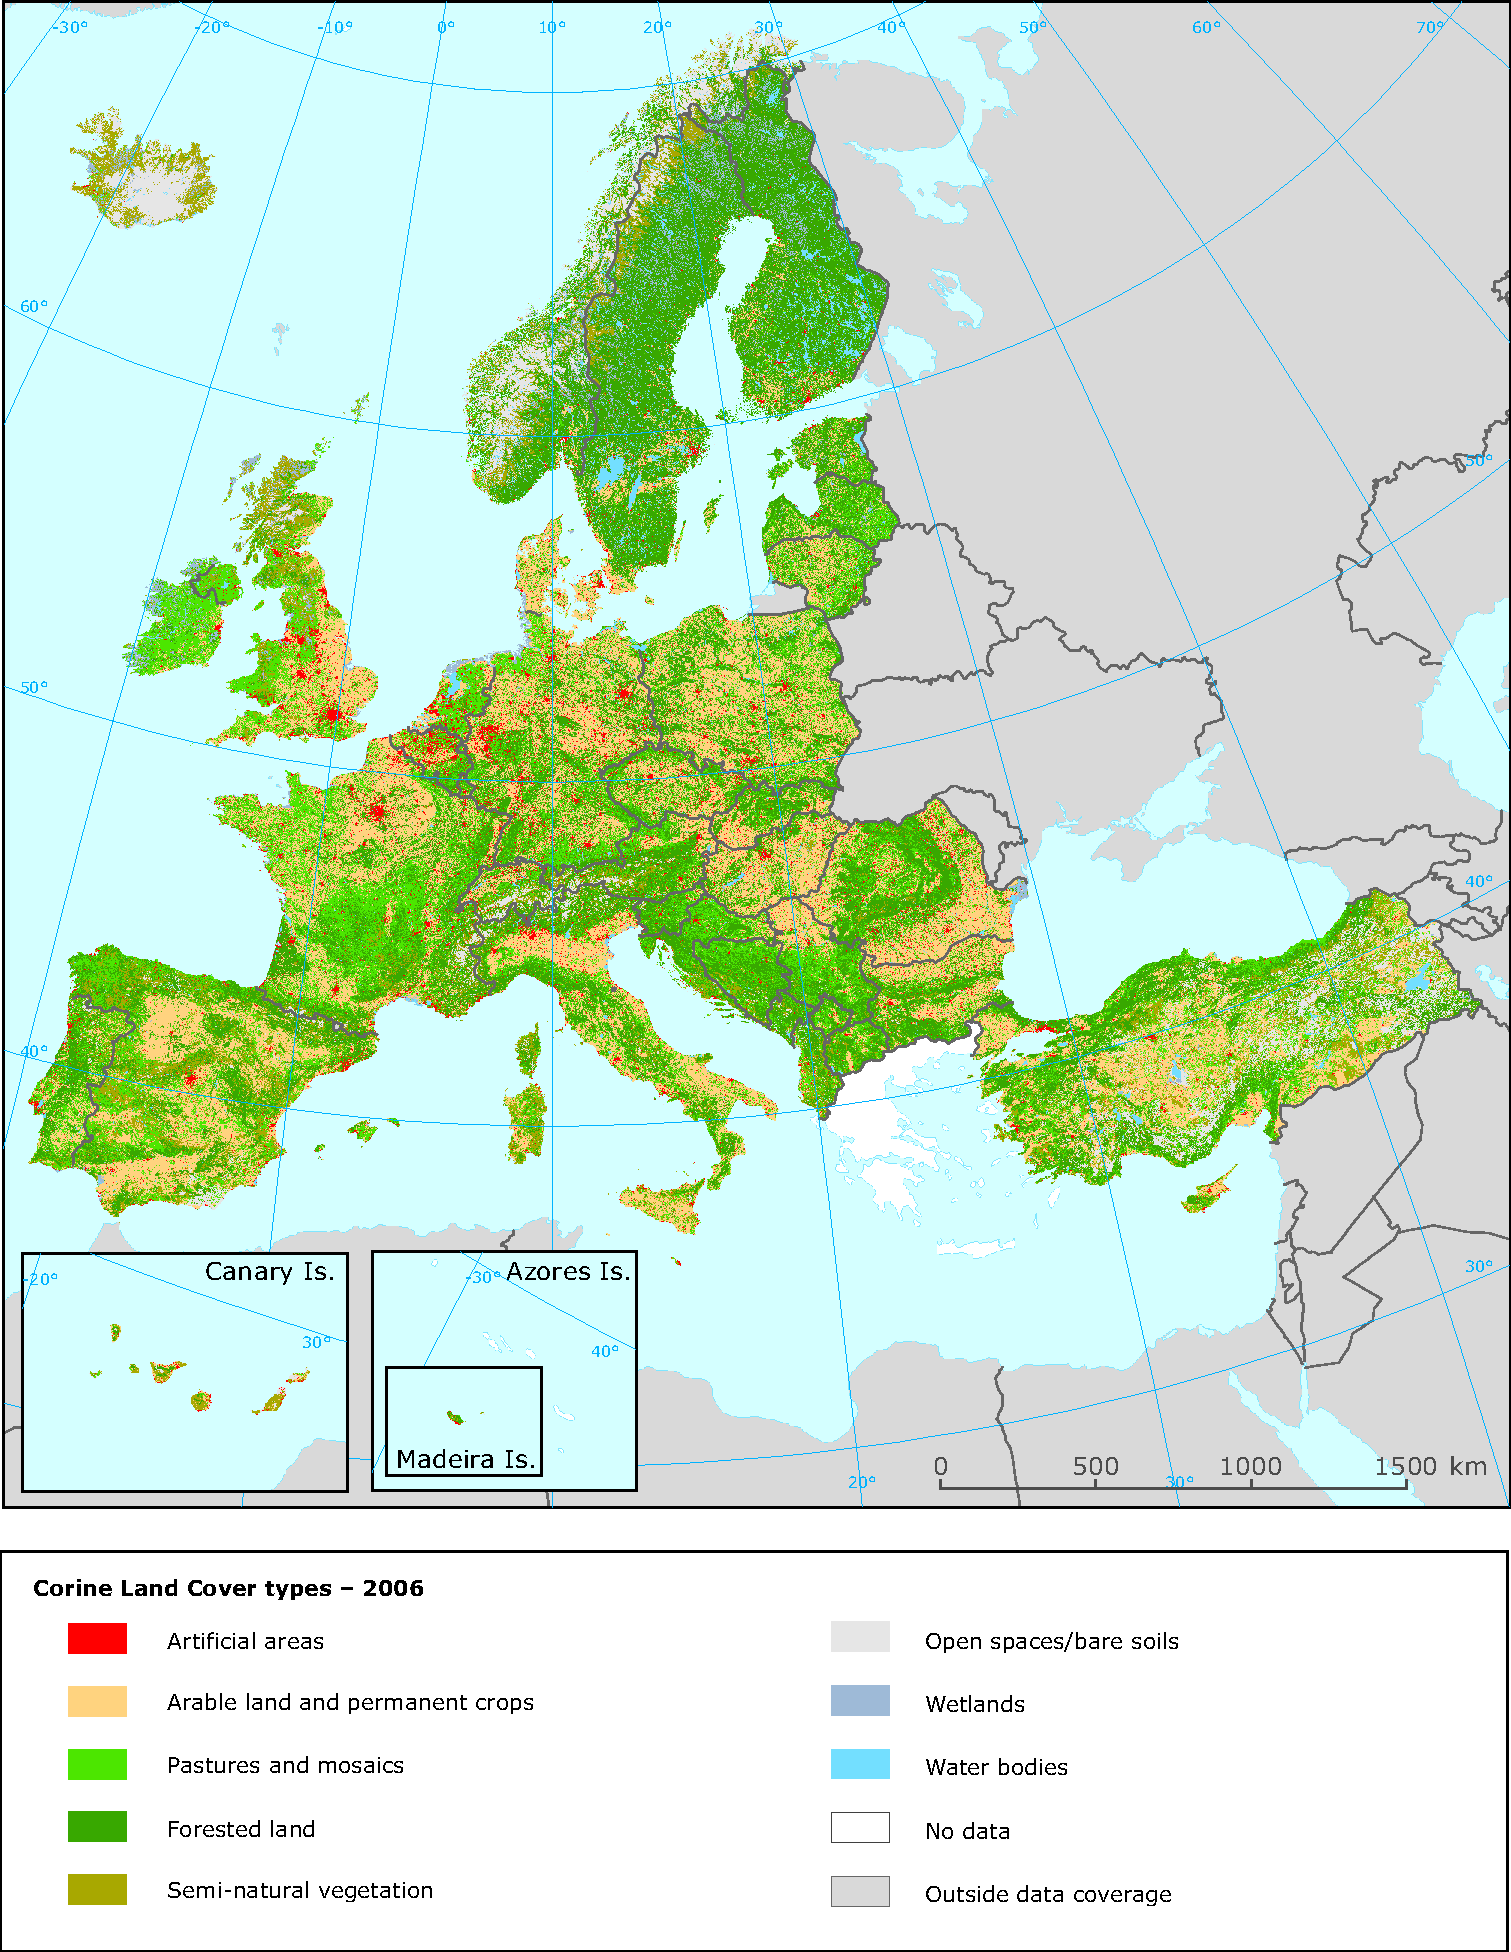 -30° -20° -10° 0° 10° 20° 30° 40° 50° 60° 70°
60°
50°
50°
40°
40°
30°
Canary Is.
-20°
30°
Azores Is.
-30°
40°
Madeira Is.
20° 30°
0 500 1000 1500 km
Corine Land Cover types – 2006
Artificial areas
Arable land and permanent crops
Pastures and mosaics
Forested land
Semi-natural vegetation
Open spaces/bare soils
Wetlands
Water bodies
No data
Outside data coverage